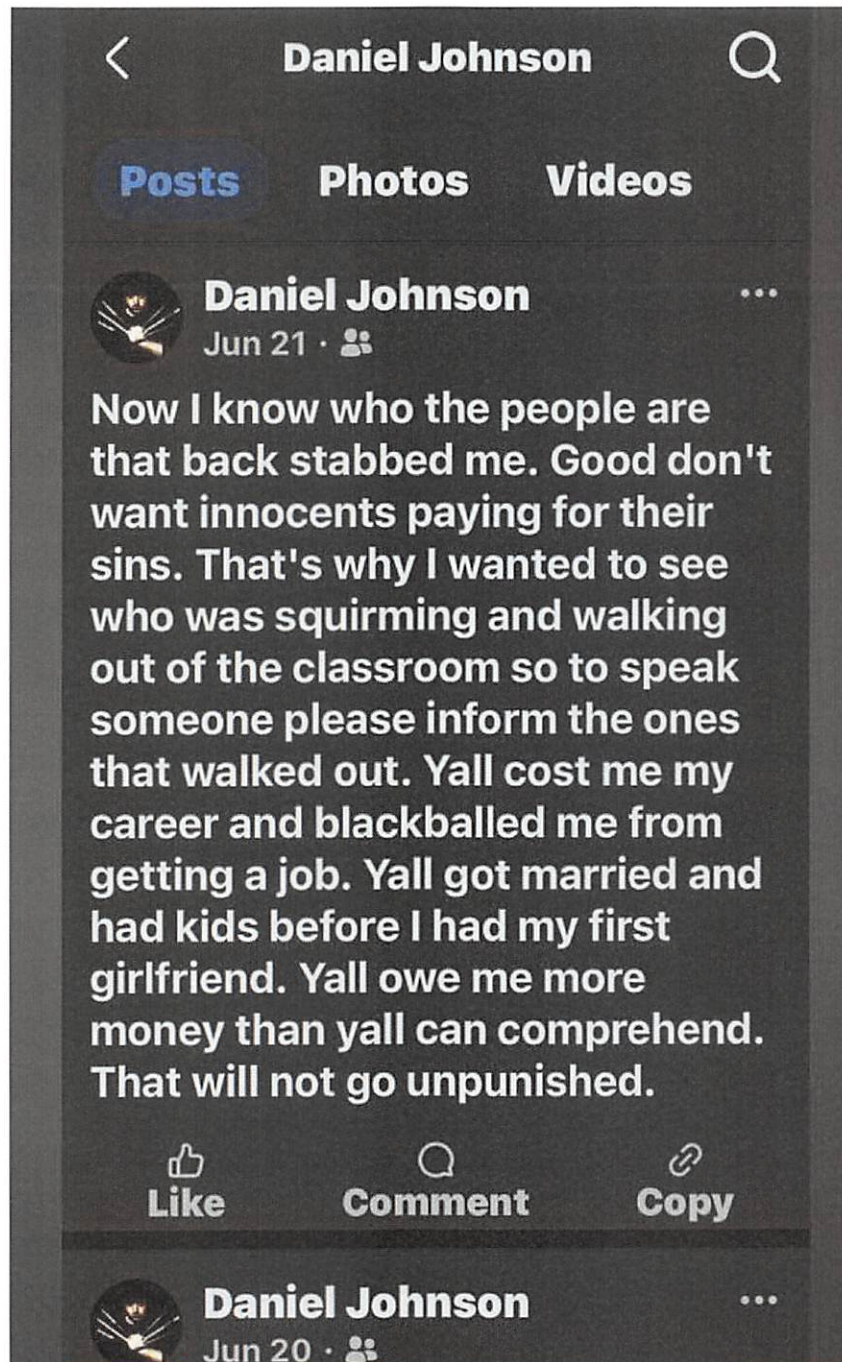 Daniel Johnson
Posts Photos Videos
Daniel Johnson
Jun 21 ·
Now I know who the people are
that back stabbed me. Good don't
want innocents paying for their
sins. That's why I wanted to see
who was squirming and walking
out of the classroom so to speak
someone please inform the ones
that walked out. Yall cost me my
career and blackballed me from
getting a job. Yall got married and
had kids before I had my first
girlfriend. Yall owe me more
money than yall can comprehend.
That will not go unpunished.
Like Comment Copy
Daniel Johnson
Jun 20 ·